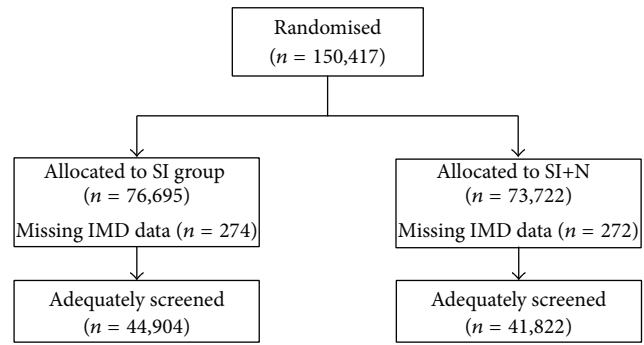 Randomised
(n = 150,417)
Allocated to SI group
(n = 76,695)
Missing IMD data (n = 274)
Allocated to SI+N
(n = 73,722)
Missing IMD data (n = 272)
Adequately screened
(n = 44,904)
Adequately screened
(n = 41,822)